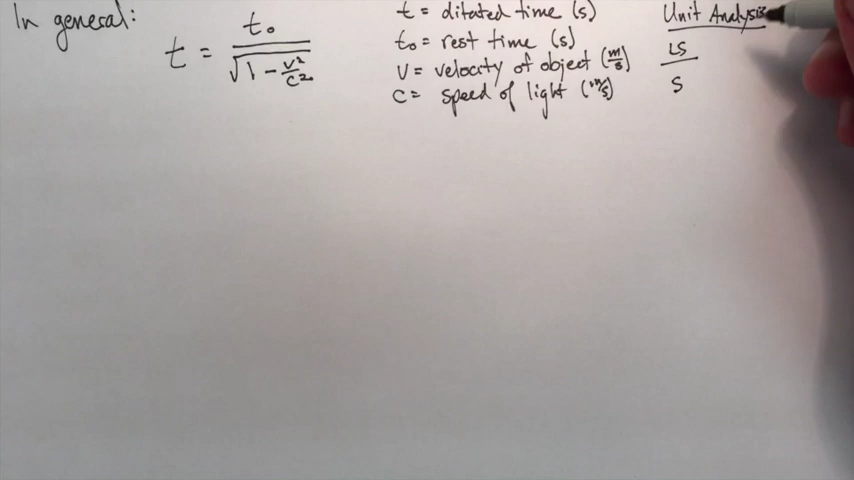 In general:
t = t₀ / √(1 - v²/c²)
t = dilated time (s)
t₀ = rest time (s)
v = velocity of object (m/s)
c = speed of light (m/s)
Unit Analysis
LS
S